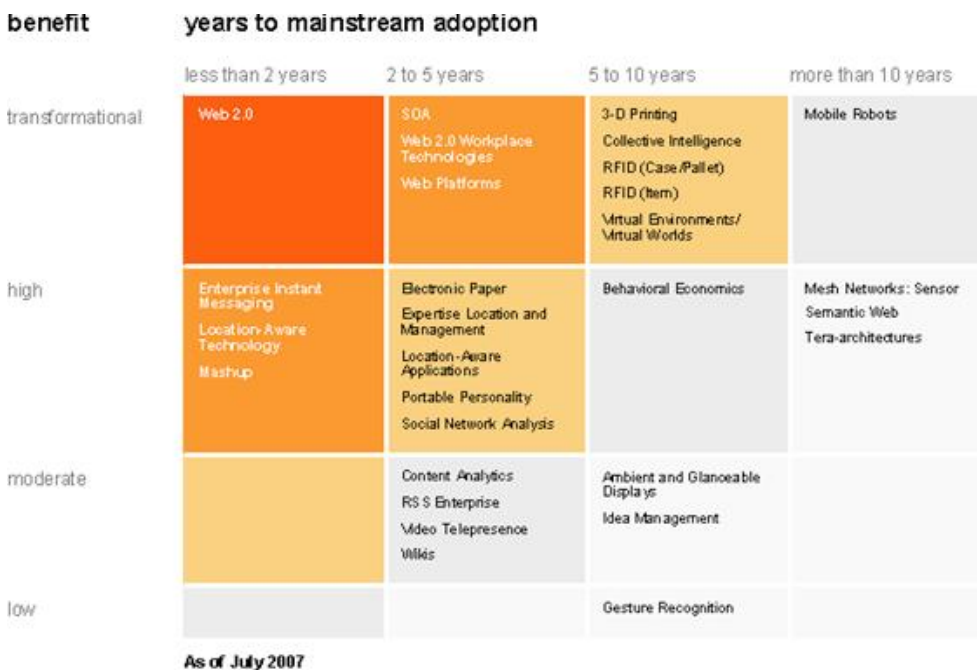 benefit years to mainstream adoption
less than 2 years 2 to 5 years 5 to 10 years more than 10 years
transformational
Web 2.0
SOA
Web 2.0 Workplace
Technologies
Web Platforms
3-D Printing
Collective Intelligence
RFID (Case/Pallet)
RFID (Item)
Virtual Environments/
Virtual Worlds
Mobile Robots
high
Enterprise Instant
Messaging
Location-Aware
Technology
Mashup
Electronic Paper
Expertise Location and
Management
Location-Aware
Applications
Portable Personality
Social Network Analysis
Behavioral Economics
Mesh Networks: Sensor
Semantic Web
Tera-architectures
moderate
Content Analytics
RSS Enterprise
Video Telepresence
Wikis
Ambient and Glanceable
Displays
Idea Management
low
Gesture Recognition
As of July 2007